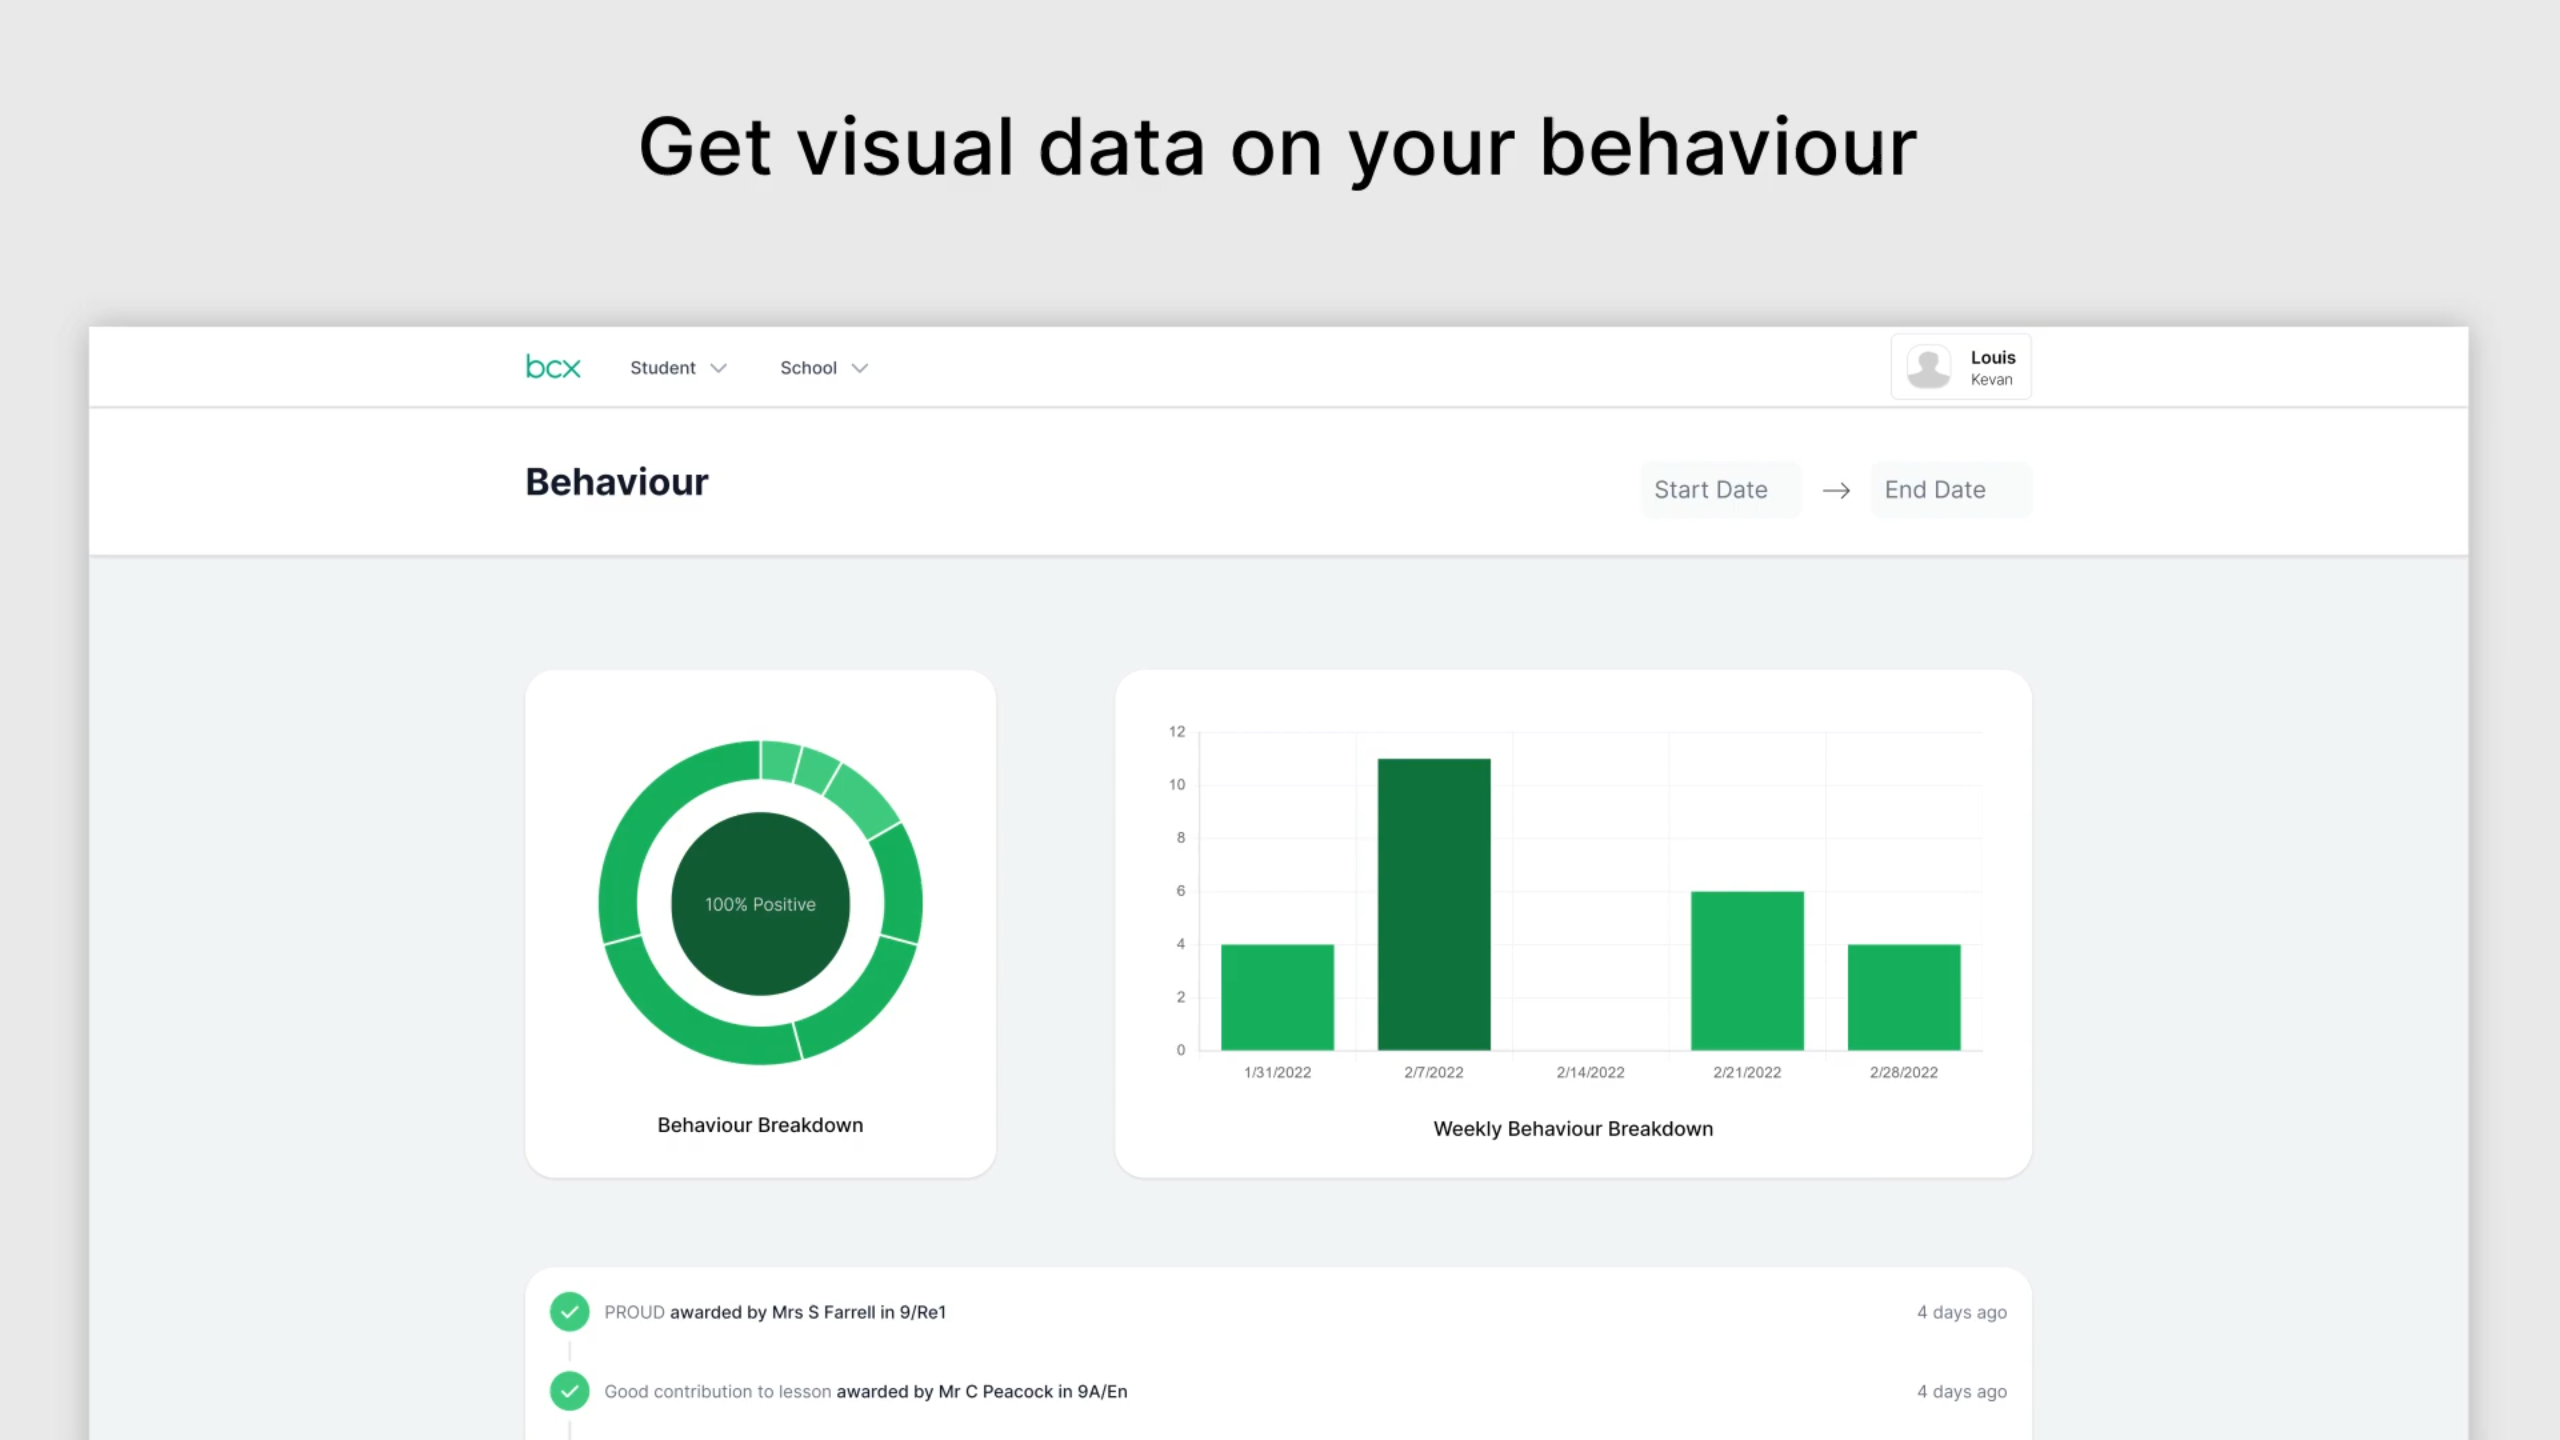 Get visual data on your behaviour
bcx
Student
School
Louis
Kevan
Behaviour
Start Date
End Date
100% Positive
Behaviour Breakdown
12
10
8
6
4
2
0
1/31/2022
2/7/2022
2/14/2022
2/21/2022
2/28/2022
Weekly Behaviour Breakdown
PROUD awarded by Mrs S Farrell in 9/Re1
4 days ago
Good contribution to lesson awarded by Mr C Peacock in 9A/En
4 days ago